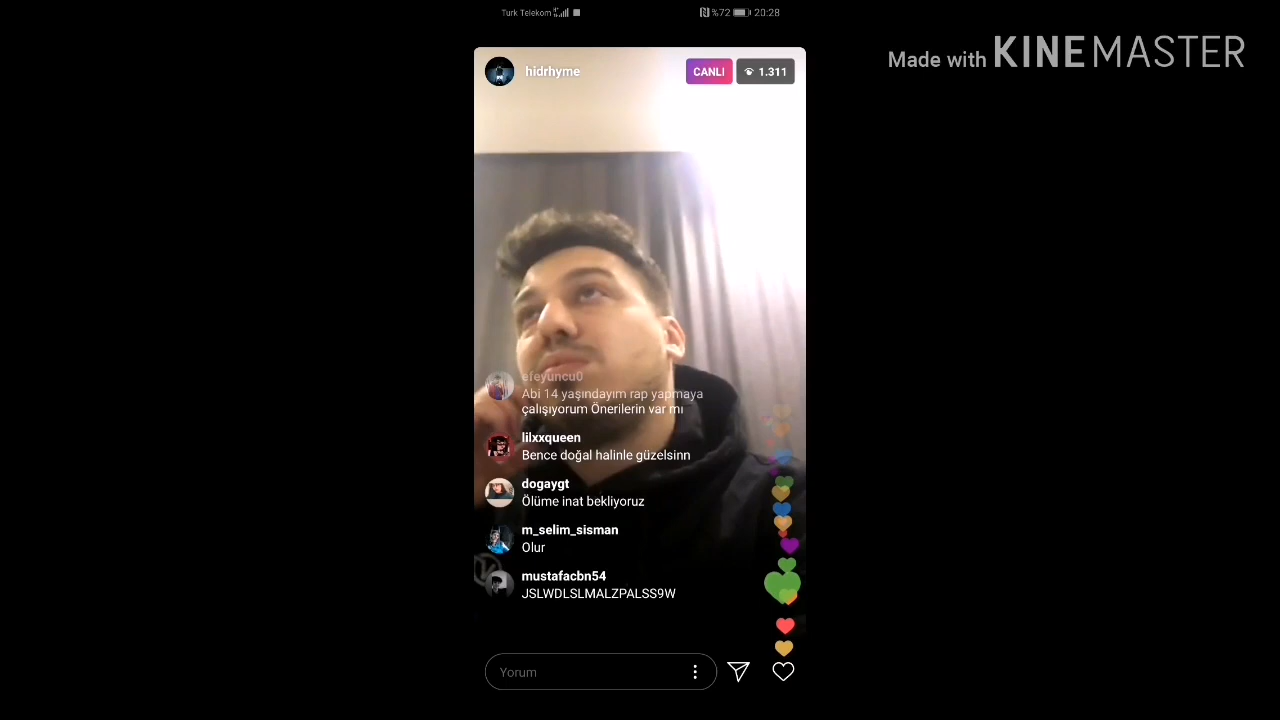 Turk Telekom
%72
20:28
Made with KINEMASTER
hidrhyme
CANLI
1.311
efeyuncu0
Abi 14 yaşındayım rap yapmaya
çalışıyorum Önerilerin var mı
lilxxqueen
Bence doğal halinle güzelsinn
dogaygt
Ölüme inat bekliyoruz
m_selim_sisman
Olur
mustafacbn54
JSLWDLSLMALZPALSS9W
Yorum